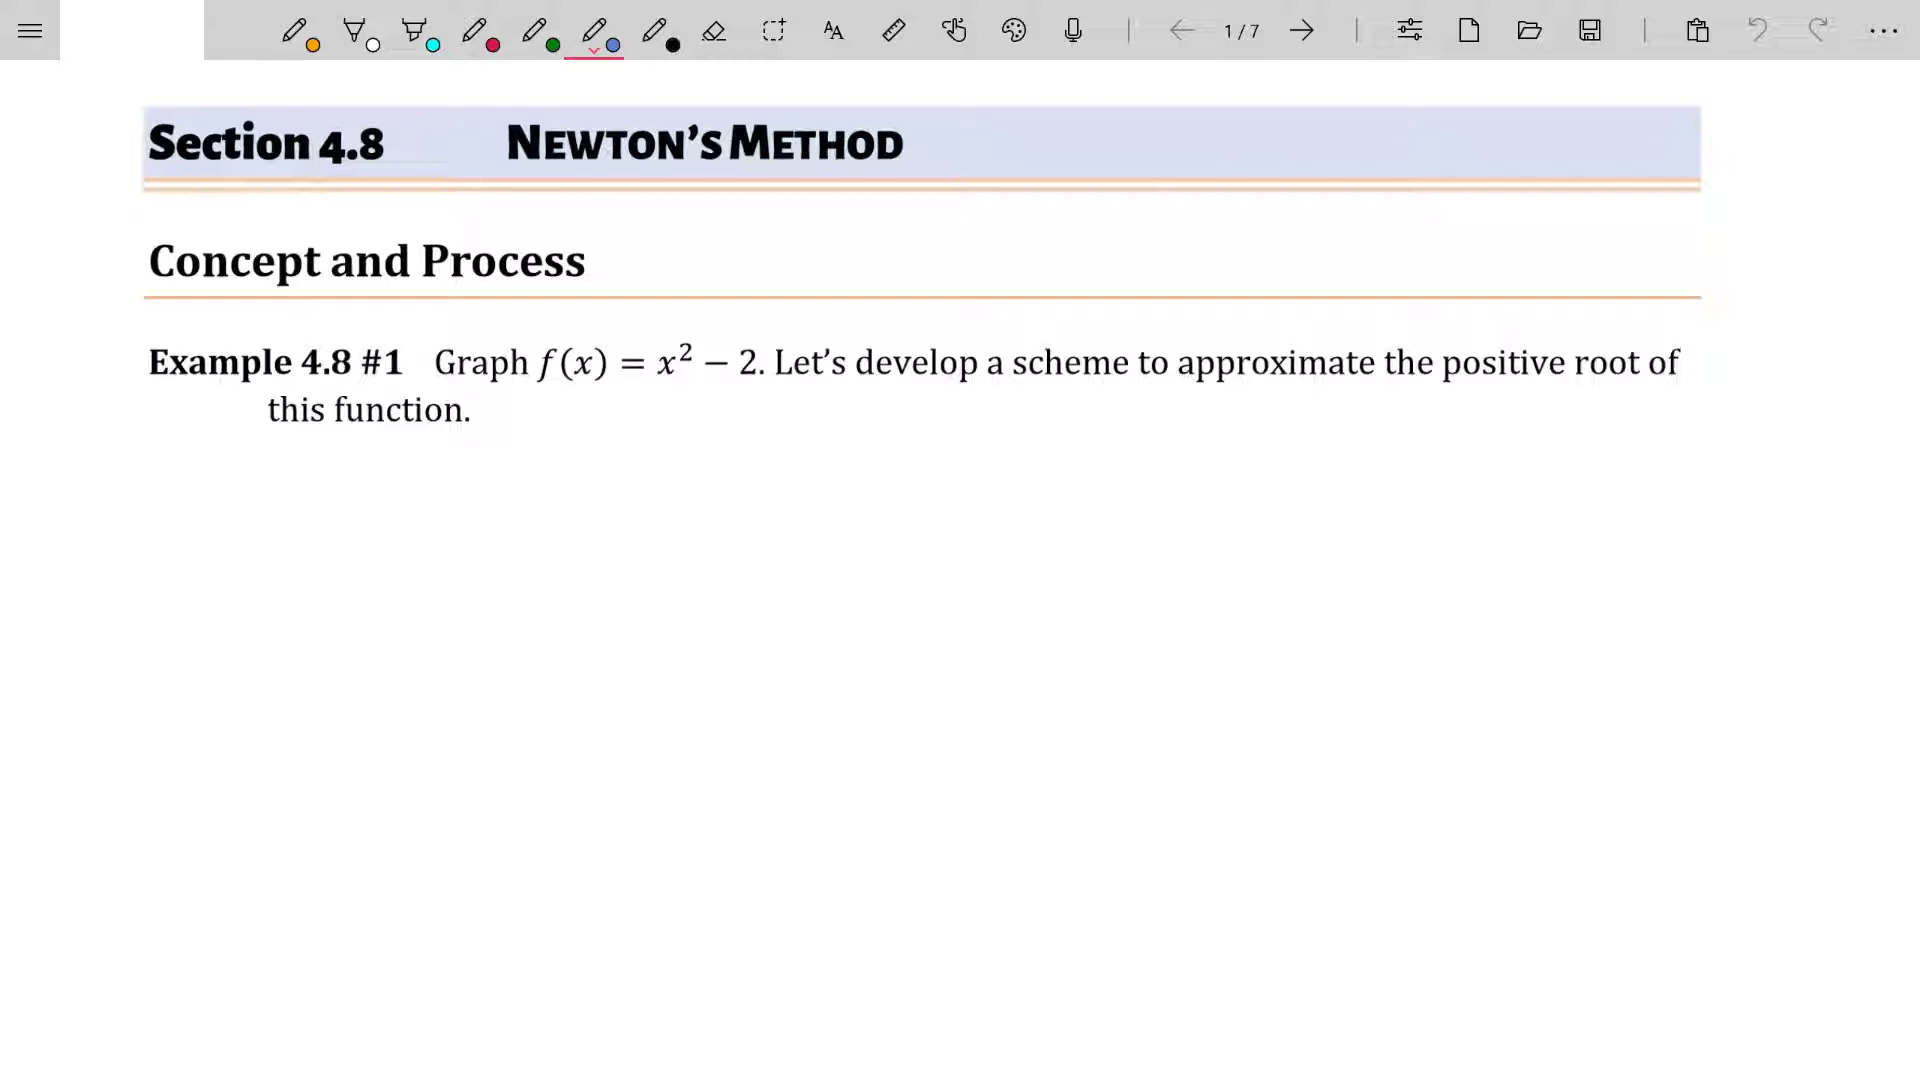 1 / 7
Section 4.8 NEWTON’S METHOD
Concept and Process
Example 4.8 #1 Graph f(x) = x² − 2. Let’s develop a scheme to approximate the positive root of
this function.